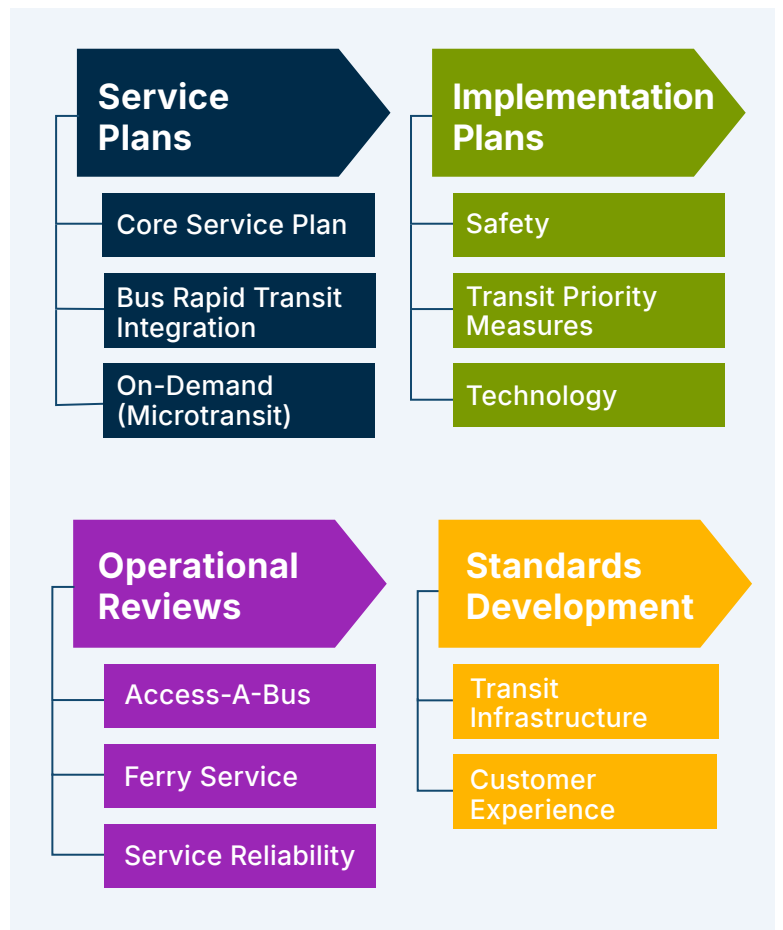 Service
Plans
Core Service Plan
Bus Rapid Transit
Integration
On-Demand
(Microtransit)
Implementation
Plans
Safety
Transit Priority
Measures
Technology
Operational
Reviews
Access-A-Bus
Ferry Service
Service Reliability
Standards
Development
Transit
Infrastructure
Customer
Experience